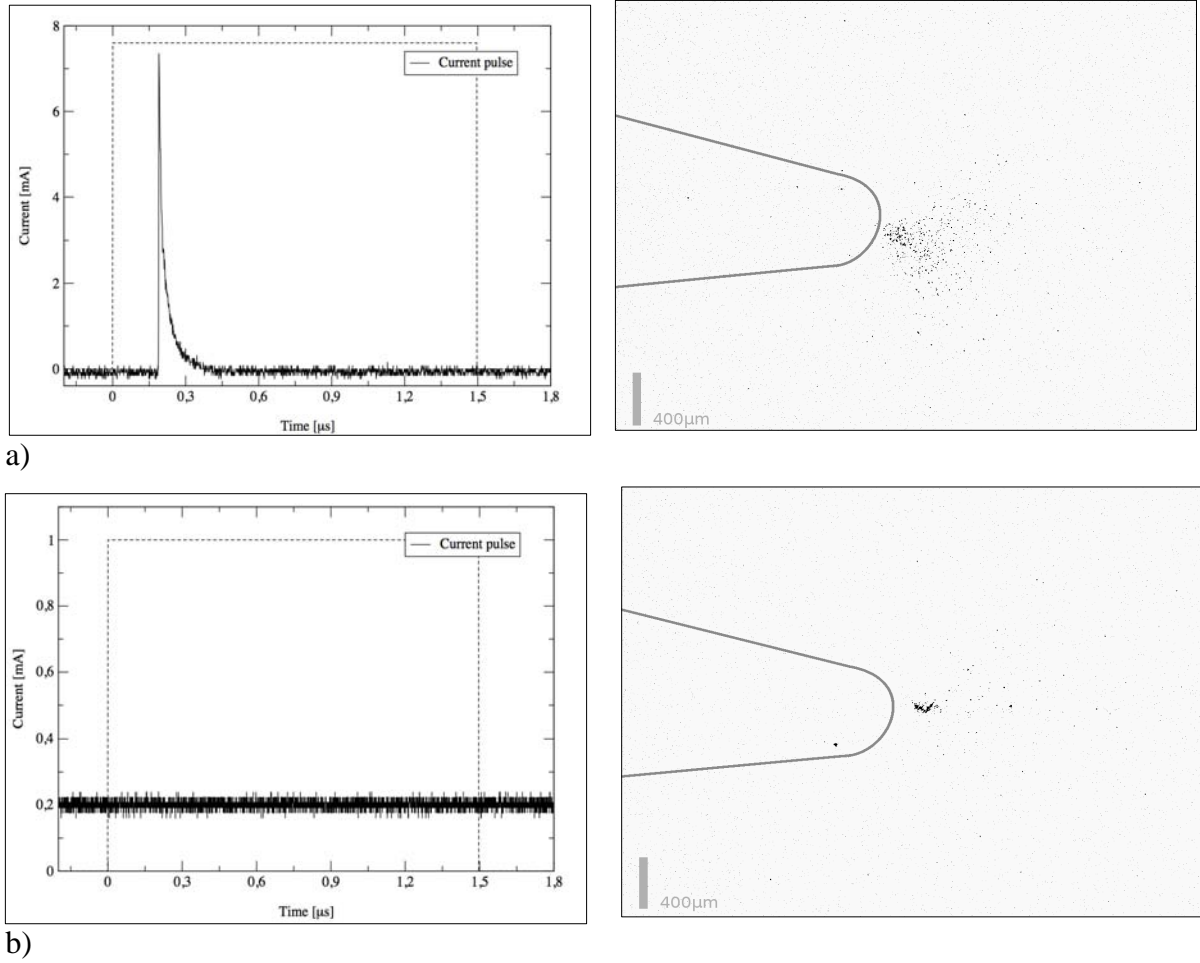 8
6
4
2
0
Current [mA]
Current pulse
0 0,3 0,6 0,9 1,2 1,5 1,8
Time [μs]
400μm
a)
1
0,8
0,6
0,4
0,2
0
Current [mA]
Current pulse
0 0,3 0,6 0,9 1,2 1,5 1,8
Time [μs]
400μm
b)